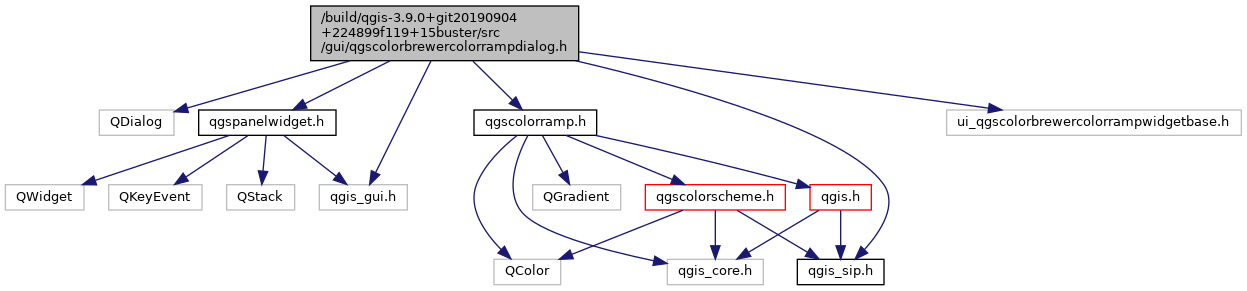 /build/qgis-3.9.0+git20190904
+224899f119+15buster/src
/gui/qgscolorbrewercolorrampdialog.h
QDialog
qgspanelwidget.h
qgscolorramp.h
ui_qgscolorbrewercolorrampwidgetbase.h
QWidget
QKeyEvent
QStack
qgis_gui.h
QGradient
qgscolorscheme.h
qgis.h
QColor
qgis_core.h
qgis_sip.h